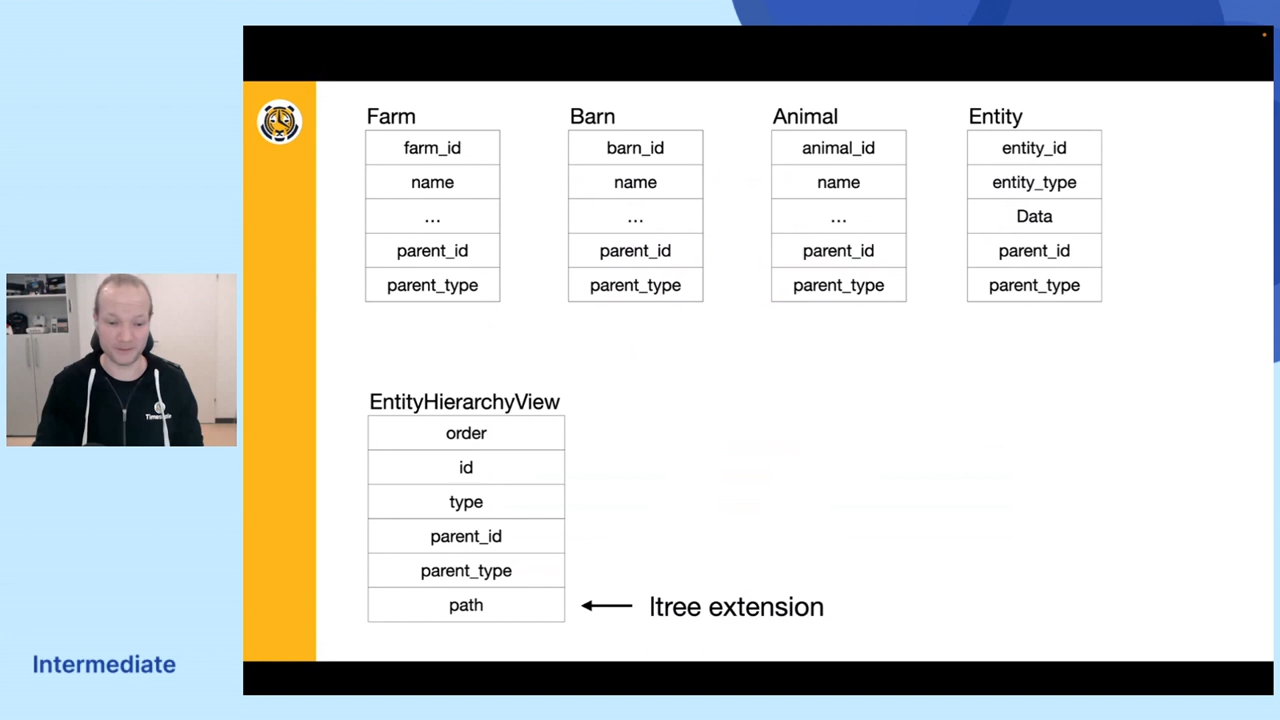 Farm
farm_id
name
...
parent_id
parent_type
Barn
barn_id
name
...
parent_id
parent_type
Animal
animal_id
name
...
parent_id
parent_type
Entity
entity_id
entity_type
Data
parent_id
parent_type
EntityHierarchyView
order
id
type
parent_id
parent_type
path
ltree extension
Intermediate